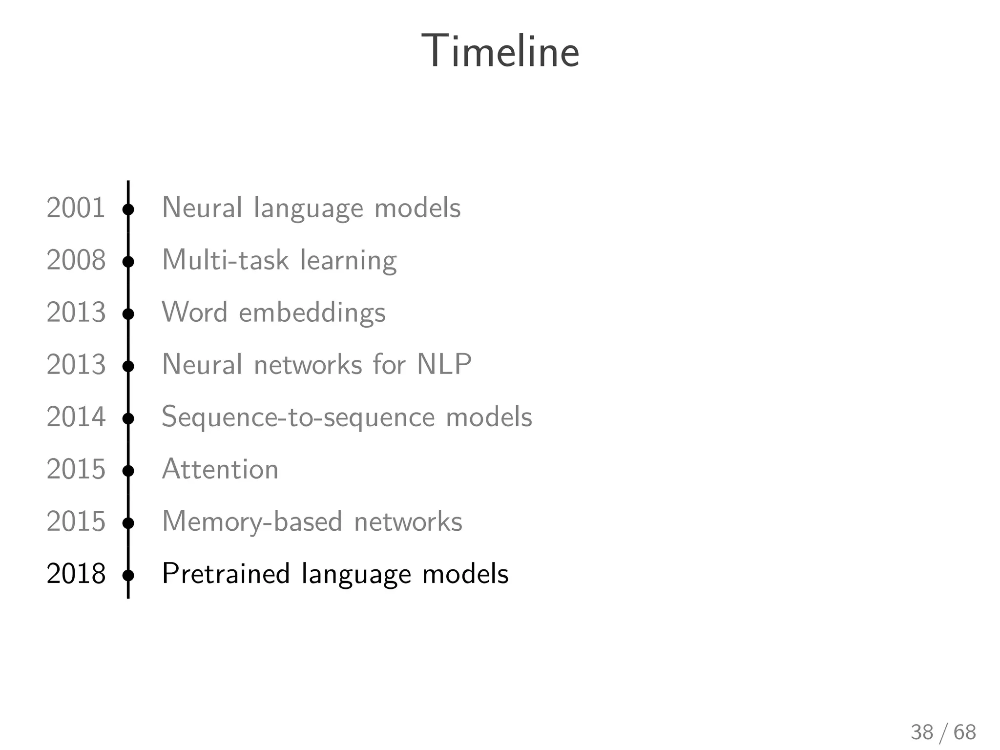 Timeline
2001 Neural language models
2008 Multi-task learning
2013 Word embeddings
2013 Neural networks for NLP
2014 Sequence-to-sequence models
2015 Attention
2015 Memory-based networks
2018 Pretrained language models
38 / 68